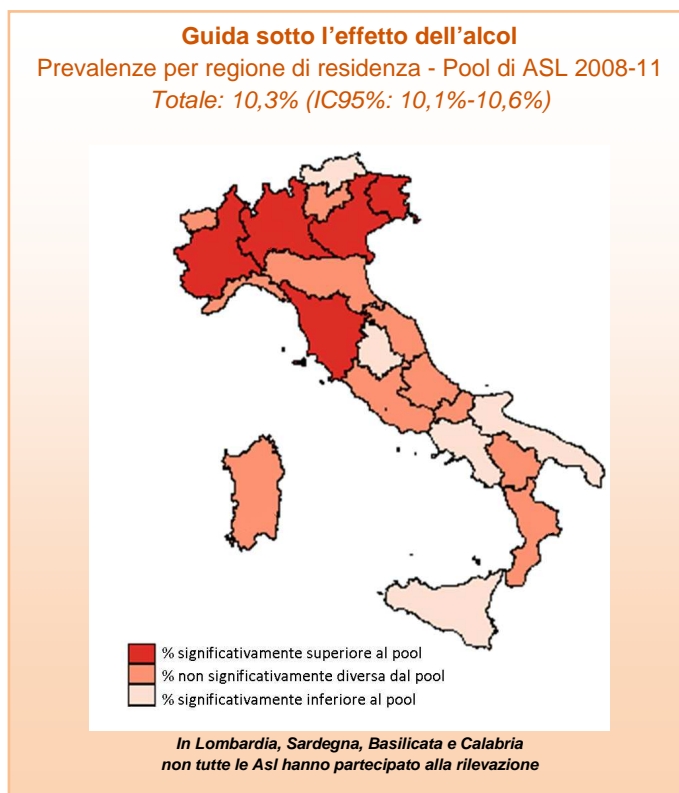 Guida sotto l’effetto dell’alcol
Prevalenze per regione di residenza - Pool di ASL 2008-11
Totale: 10,3% (IC95%: 10,1%-10,6%)
% significativamente superiore al pool
% non significativamente diversa dal pool
% significativamente inferiore al pool
In Lombardia, Sardegna, Basilicata e Calabria
non tutte le Asl hanno partecipato alla rilevazione